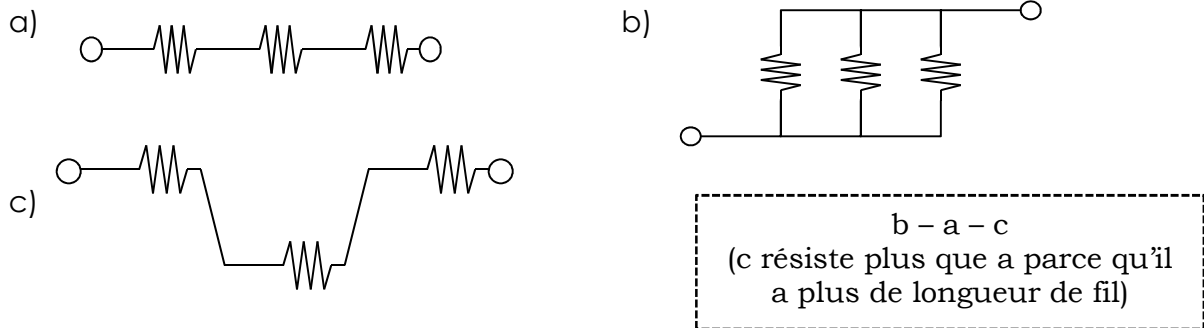 a)
b)
c)
b – a – c
(c résiste plus que a parce qu'il
a plus de longueur de fil)